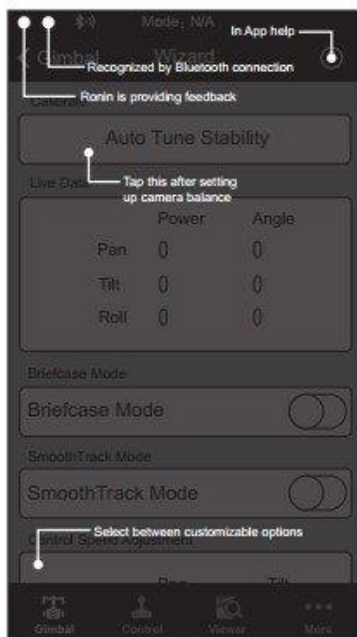 Mode: N/A
In App help
Gimbal
Wizard
Recognized by Bluetooth connection
Ronin is providing feedback
Calibrate
Auto Tune Stability
Live Data
Tap this after setting
up camera balance
Power Angle
Pan 0 0
Tilt 0 0
Roll 0 0
Briefcase Mode
Briefcase Mode
SmoothTrack Mode
SmoothTrack Mode
Select between customizable options
Control Speed Adjustment
Pan Tilt
Gimbal Control Viewer More